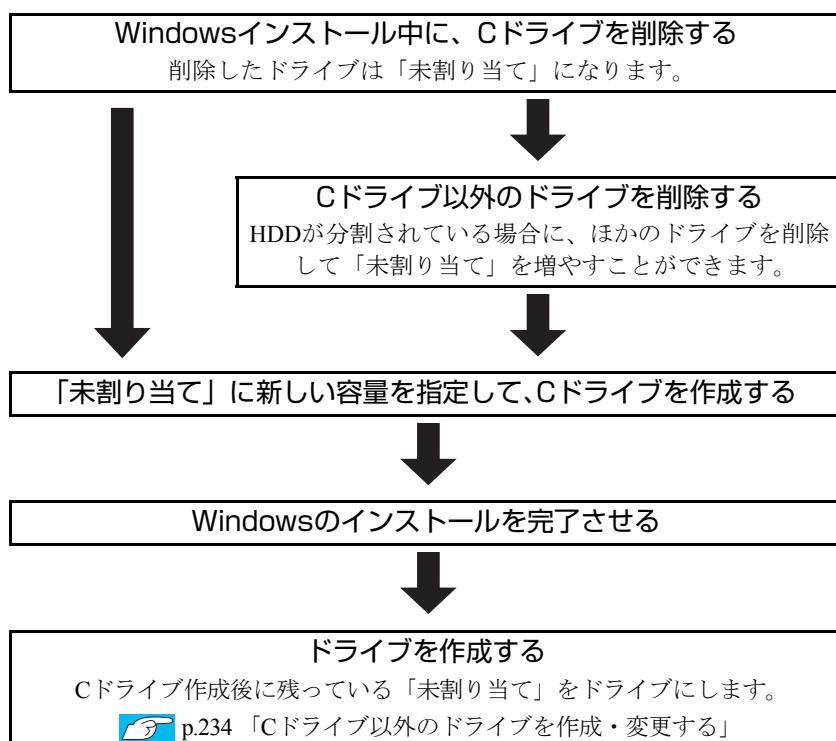 Windowsインストール中に、Cドライブを削除する
削除したドライブは「未割り当て」になります。
Cドライブ以外のドライブを削除する
HDDが分割されている場合に、ほかのドライブを削除
して「未割り当て」を増やすことができます。
「未割り当て」に新しい容量を指定して、Cドライブを作成する
Windowsのインストールを完了させる
ドライブを作成する
Cドライブ作成後に残っている「未割り当て」をドライブにします。
p.234 「Cドライブ以外のドライブを作成・変更する」